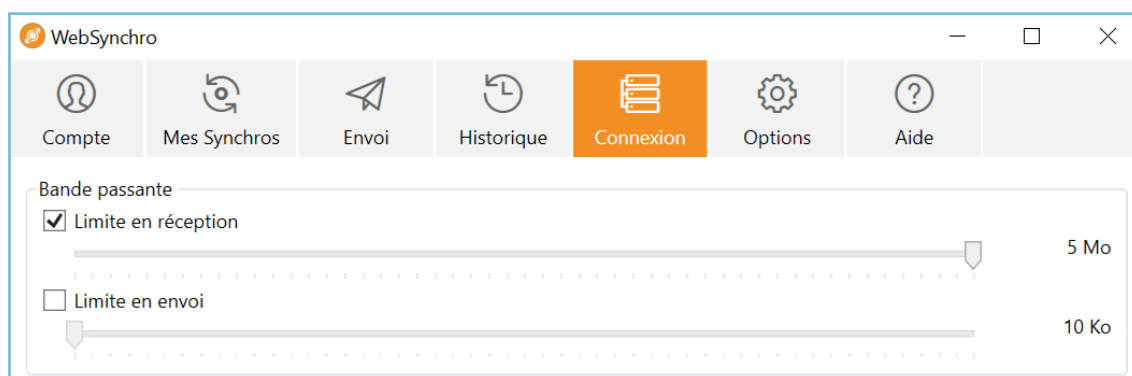 WebSynchro
Compte Mes Synchros Envoi Historique Connexion Options Aide
Bande passante
Limite en réception
5 Mo
Limite en envoi
10 Ko